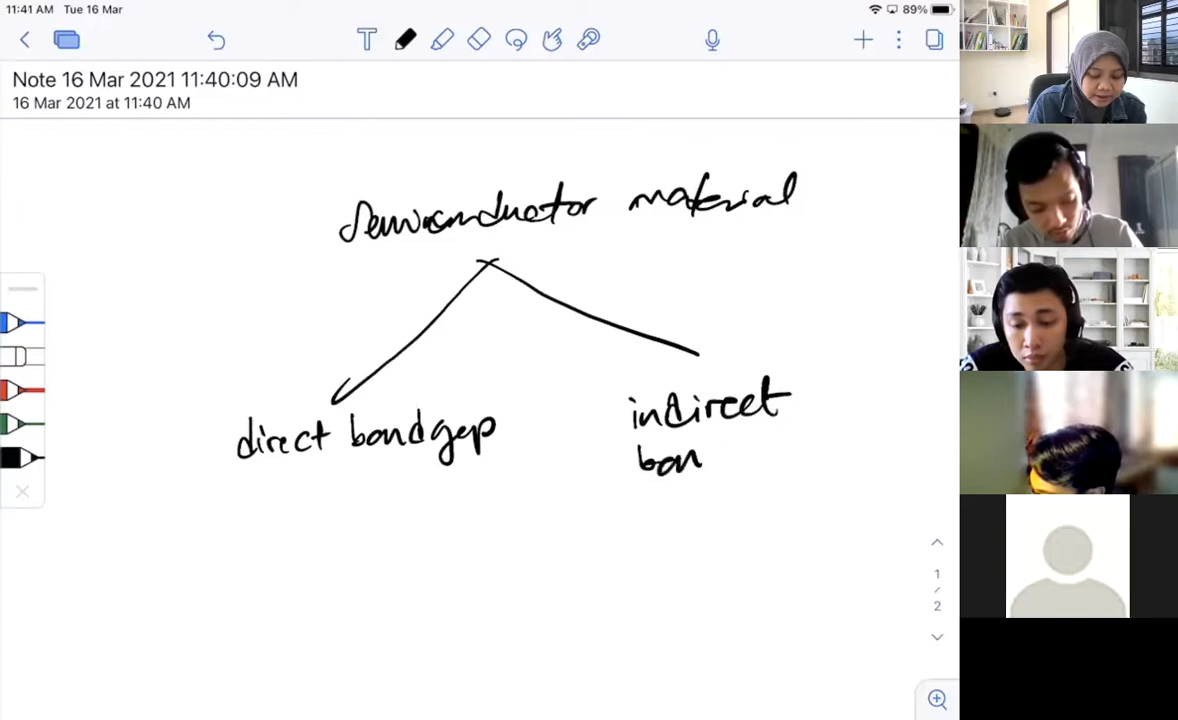 11:41 AM Tue 16 Mar
89%
Note 16 Mar 2021 11:40:09 AM
16 Mar 2021 at 11:40 AM
semiconductor material
direct bandgap
indirect
ban
1
/
2